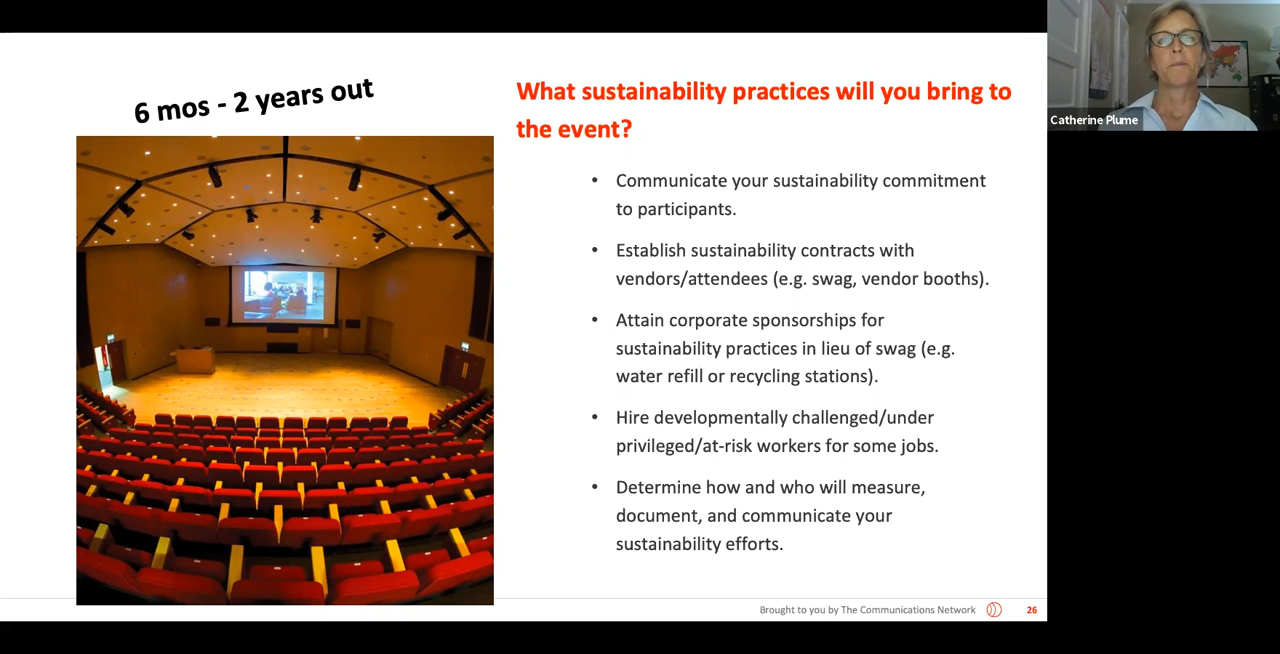 6 mos - 2 years out
What sustainability practices will you bring to
the event?
• Communicate your sustainability commitment
to participants.
• Establish sustainability contracts with
vendors/attendees (e.g. swag, vendor booths).
• Attain corporate sponsorships for
sustainability practices in lieu of swag (e.g.
water refill or recycling stations).
• Hire developmentally challenged/under
privileged/at-risk workers for some jobs.
• Determine how and who will measure,
document, and communicate your
sustainability efforts.
Brought to you by The Communications Network
26
Catherine Plume